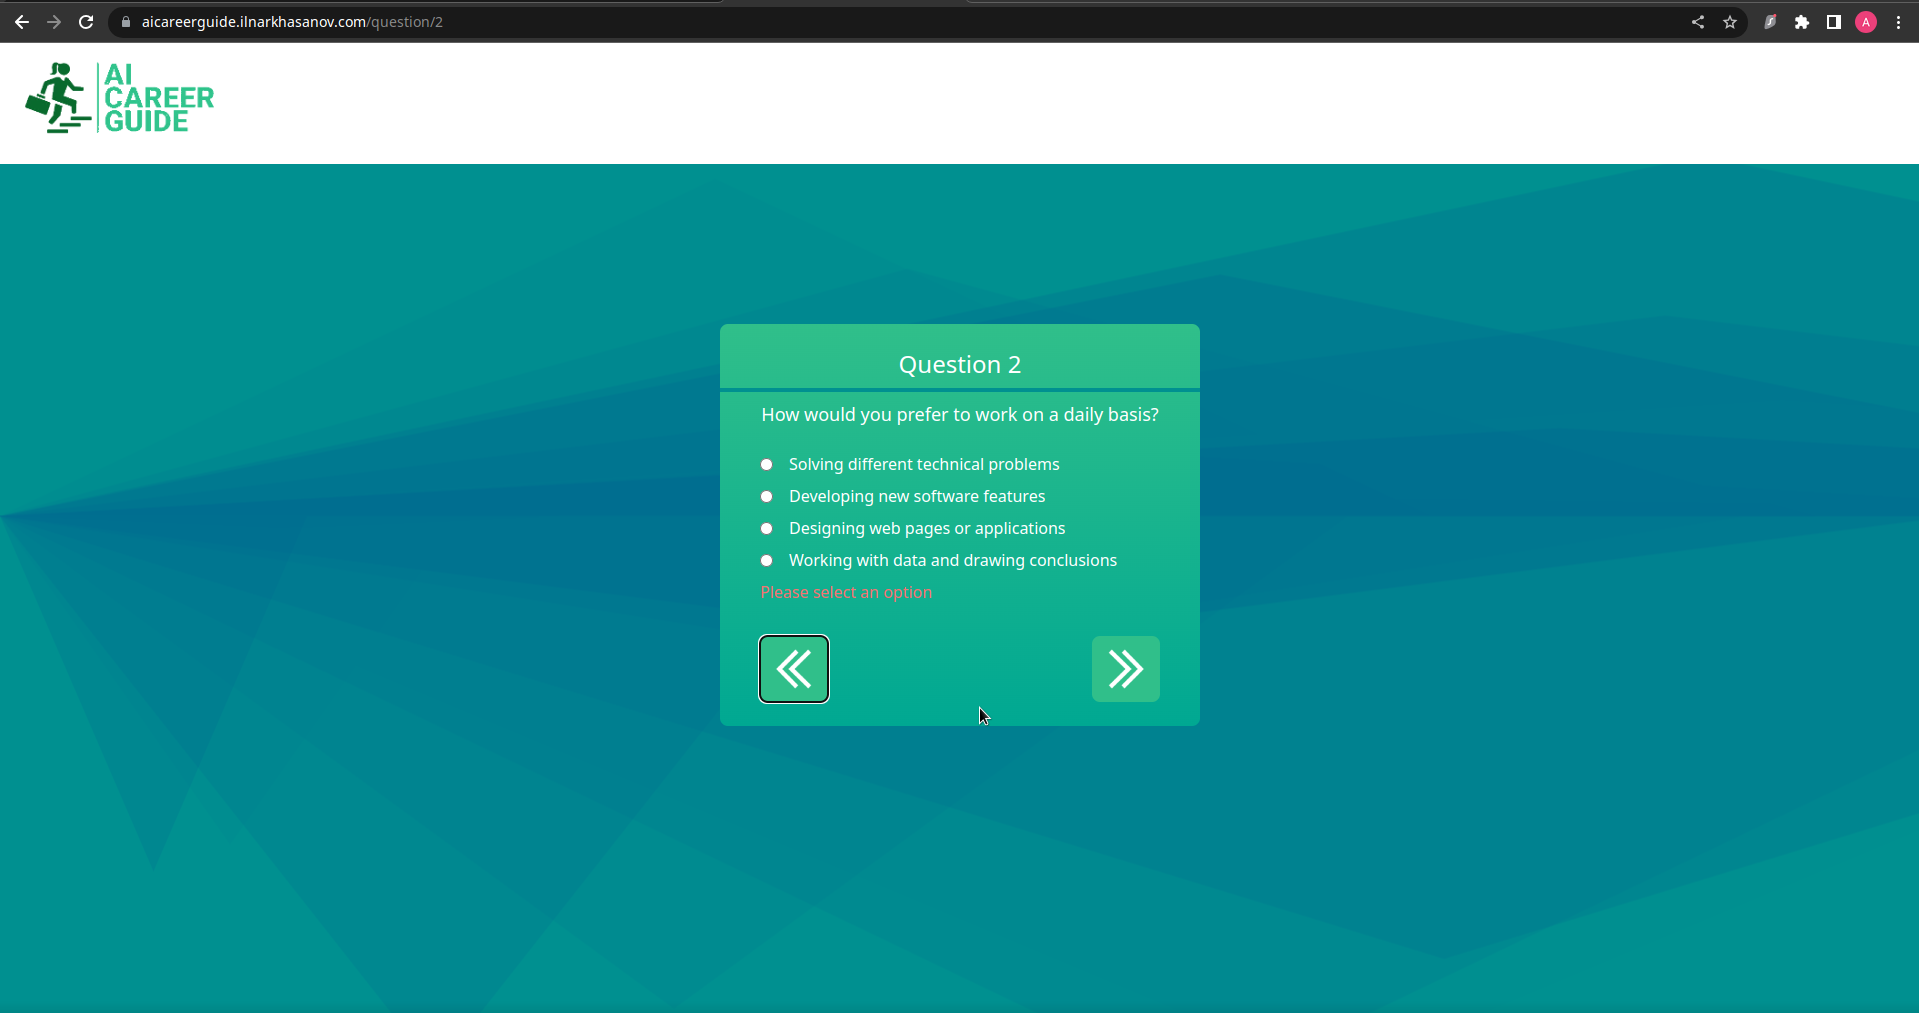 aicareerguide.ilnarkhasanov.com/question/2
A
AI
CAREER
GUIDE
Question 2
How would you prefer to work on a daily basis?
Solving different technical problems
Developing new software features
Designing web pages or applications
Working with data and drawing conclusions
Please select an option